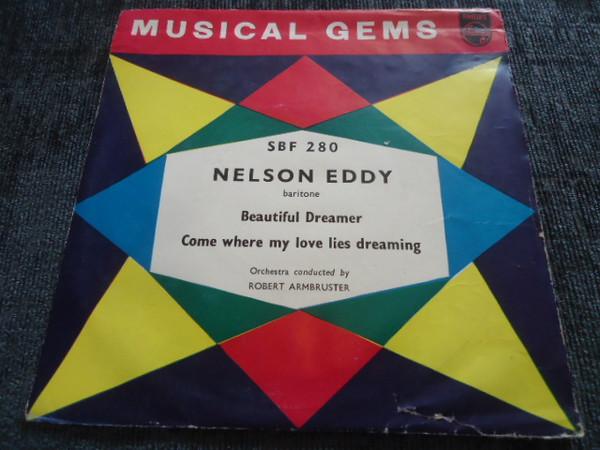 MUSICAL GEMS
PHILIPS
SBF 280
NELSON EDDY
baritone
Beautiful Dreamer
Come where my love lies dreaming
Orchestra conducted by
ROBERT ARMBRUSTER